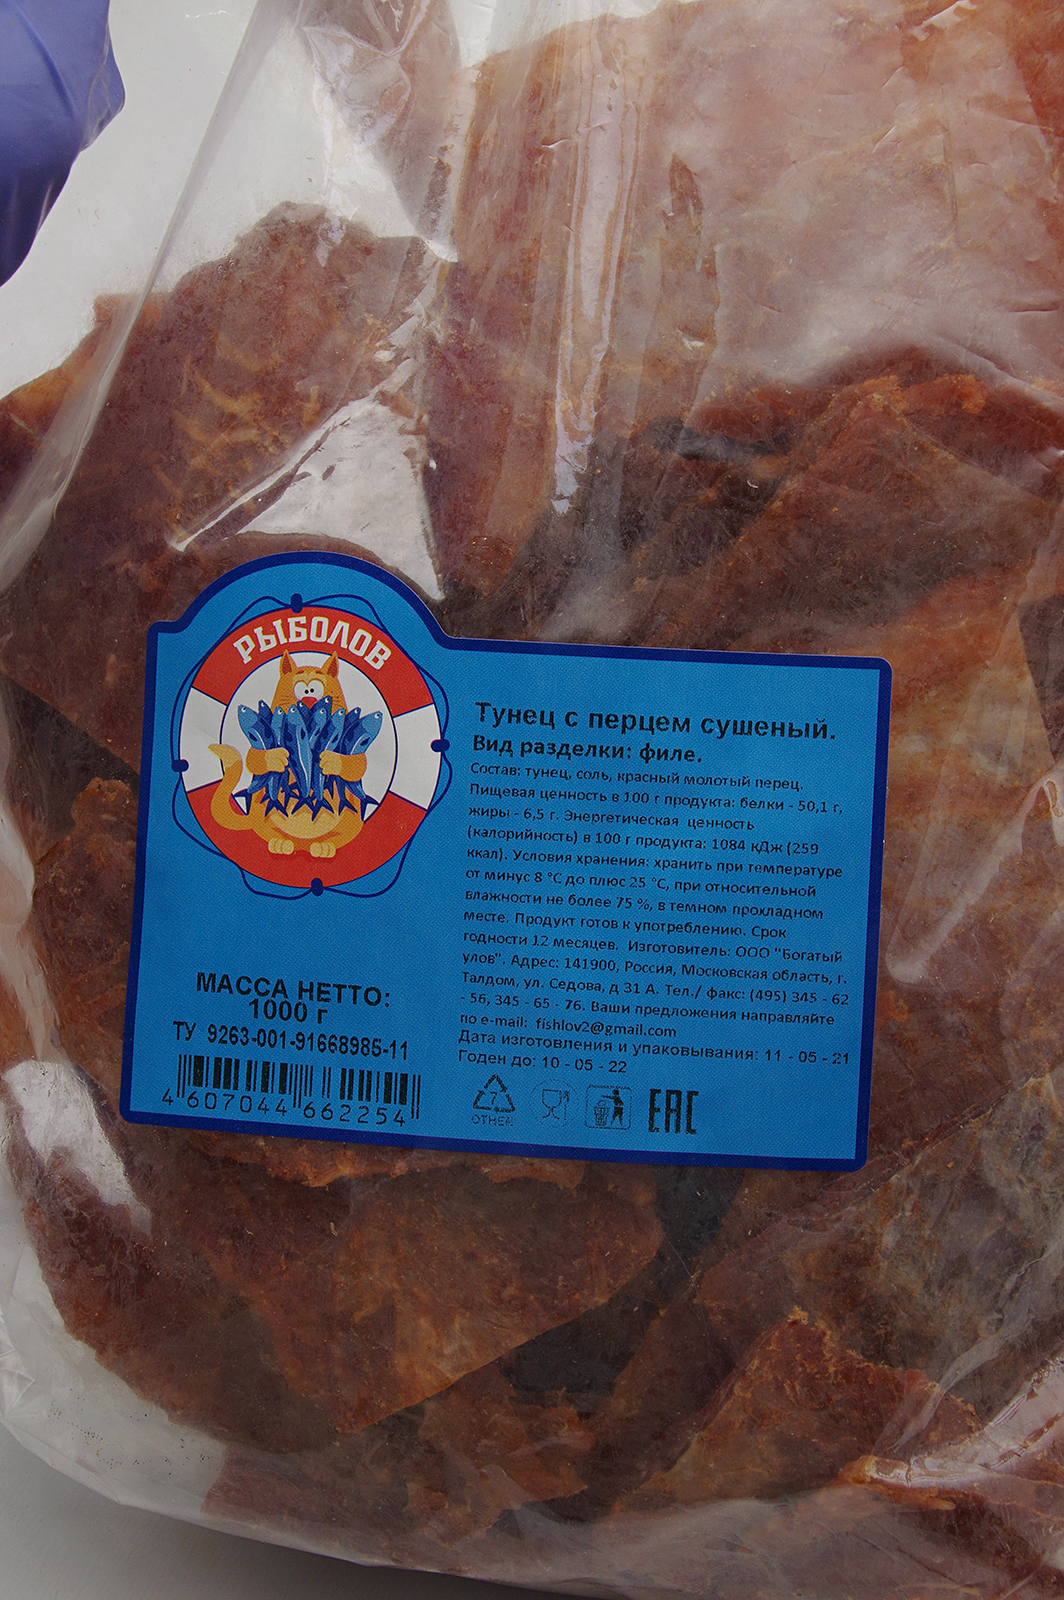 РЫБОЛОВ
Тунец с перцем сушеный.
Вид разделки: филе.
Состав: тунец, соль, красный молотый перец.
Пищевая ценность в 100 г продукта: белки - 50,1 г,
жиры - 6,5 г. Энергетическая ценность
(калорийность) в 100 г продукта: 1084 кДж (259
ккал). Условия хранения: хранить при температуре
от минус 8 °С до плюс 25 °С, при относительной
влажности не более 75 %, в темном прохладном
месте. Продукт готов к употреблению. Срок
годности 12 месяцев. Изготовитель: ООО "Богатый
улов". Адрес: 141900, Россия, Московская область, г.
Талдом, ул. Седова, д 31 А. Тел./ факс: (495) 345 - 62
- 56, 345 - 65 - 76. Ваши предложения направляйте
по e-mail: fishlov2@gmail.com
Дата изготовления и упаковывания: 11 - 05 - 21
Годен до: 10 - 05 - 22
МАССА НЕТТО:
1000 г
ТУ 9263-001-91668985-11
4 607044 662254
7
OTHER
EAC